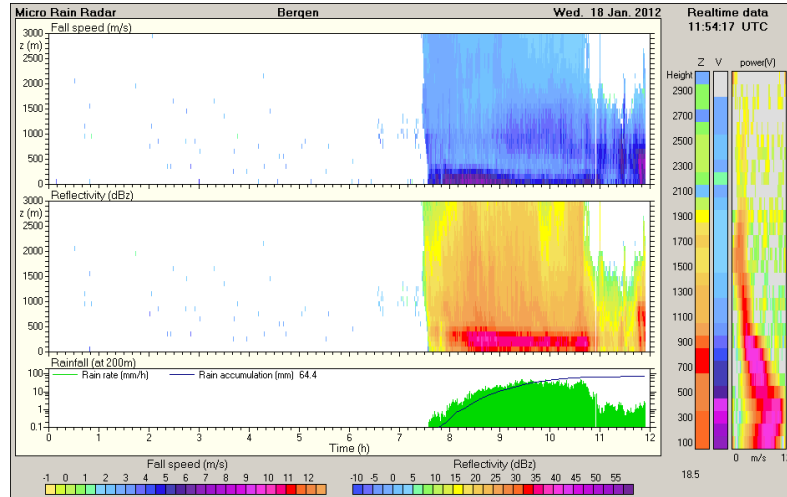 Micro Rain Radar Bergen Wed. 18 Jan. 2012 Realtime data
11:54:17 UTC
Fall speed (m/s)
z (m)
3000
2000
1500
1000
500
0
Reflectivity (dBz)
3000
z (m)
2000
1500
1000
500
0
Rainfall (at 200m)
100
10
1
0.1
Rain rate (mm/h) Rain accumulation (mm) 64.4
0 1 2 3 4 5 6 7 8 9 10 11 12
Time (h)
Fall speed (m/s)
-1 0 1 2 3 4 5 6 7 8 9 10 11 12
Reflectivity (dBz)
-10 -5 0 5 10 15 20 25 30 35 40 45 50 55
Z V power(V)
Height
2900
2700
2500
2300
2100
1900
1700
1500
1300
1100
900
700
500
300
100
0 m/s
18.5